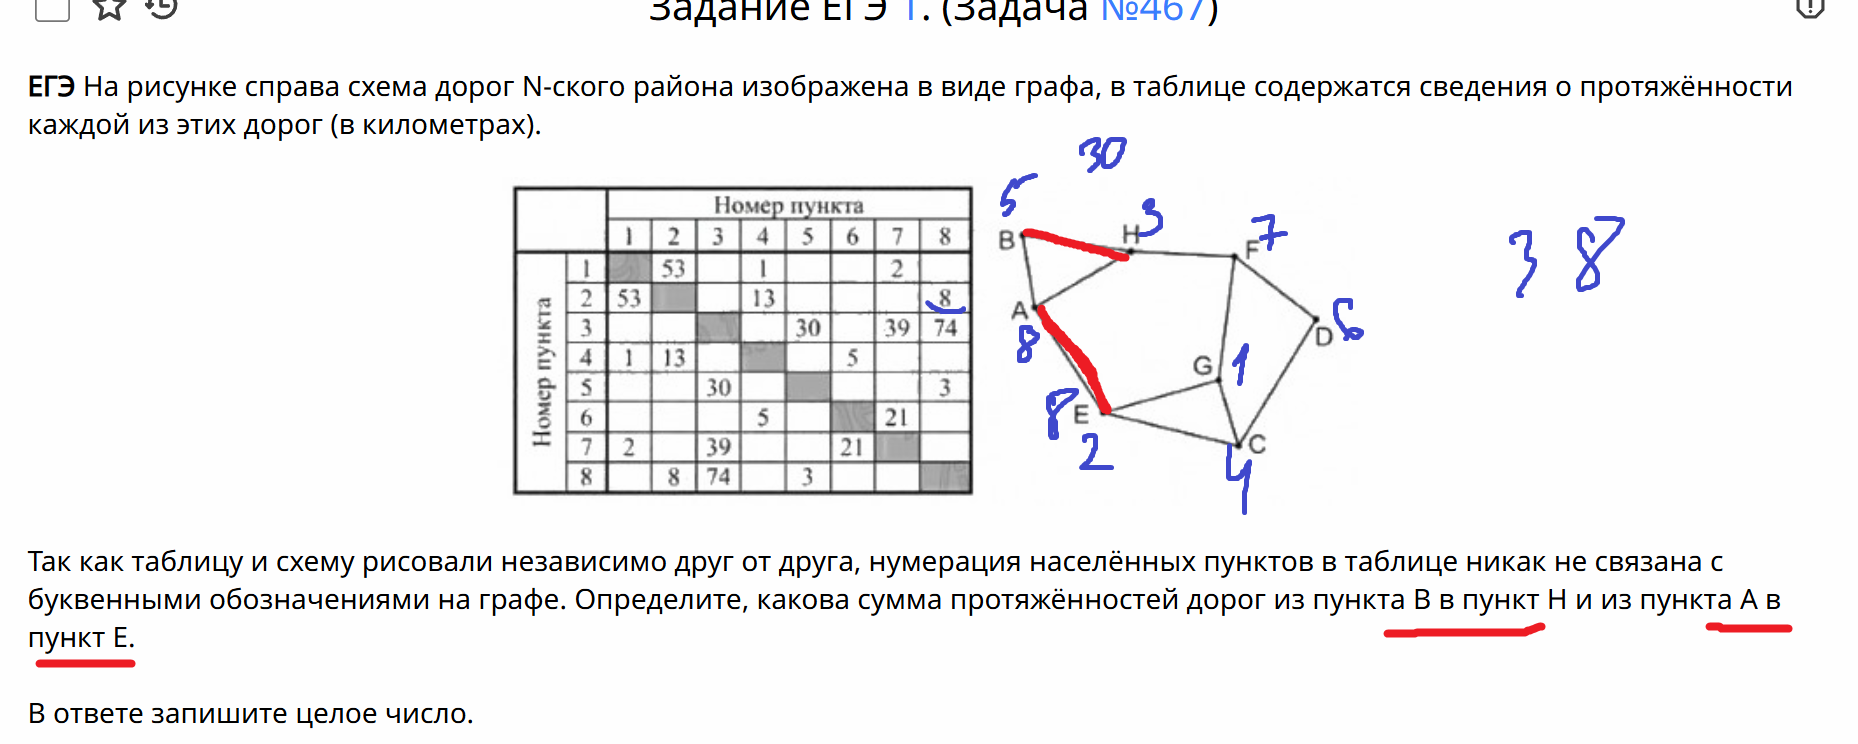 Задание ЕГЭ 1. (Задача №467)
ЕГЭ На рисунке справа схема дорог N-ского района изображена в виде графа, в таблице содержатся сведения о протяжённости
каждой из этих дорог (в километрах).
Номер пункта
1 2 3 4 5 6 7 8
Номер пункта
1 53 1 2
2 53 13 8
3 30 39 74
4 1 13 5
5 30 3
6 5 21
7 2 39 21
8 8 74 3
30
5
B
H
3
F
7
A
8
D
6
G
1
8
E
2
C
4
3 8
Так как таблицу и схему рисовали независимо друг от друга, нумерация населённых пунктов в таблице никак не связана с
буквенными обозначениями на графе. Определите, какова сумма протяжённостей дорог из пункта B в пункт H и из пункта A в
пункт E.
В ответе запишите целое число.